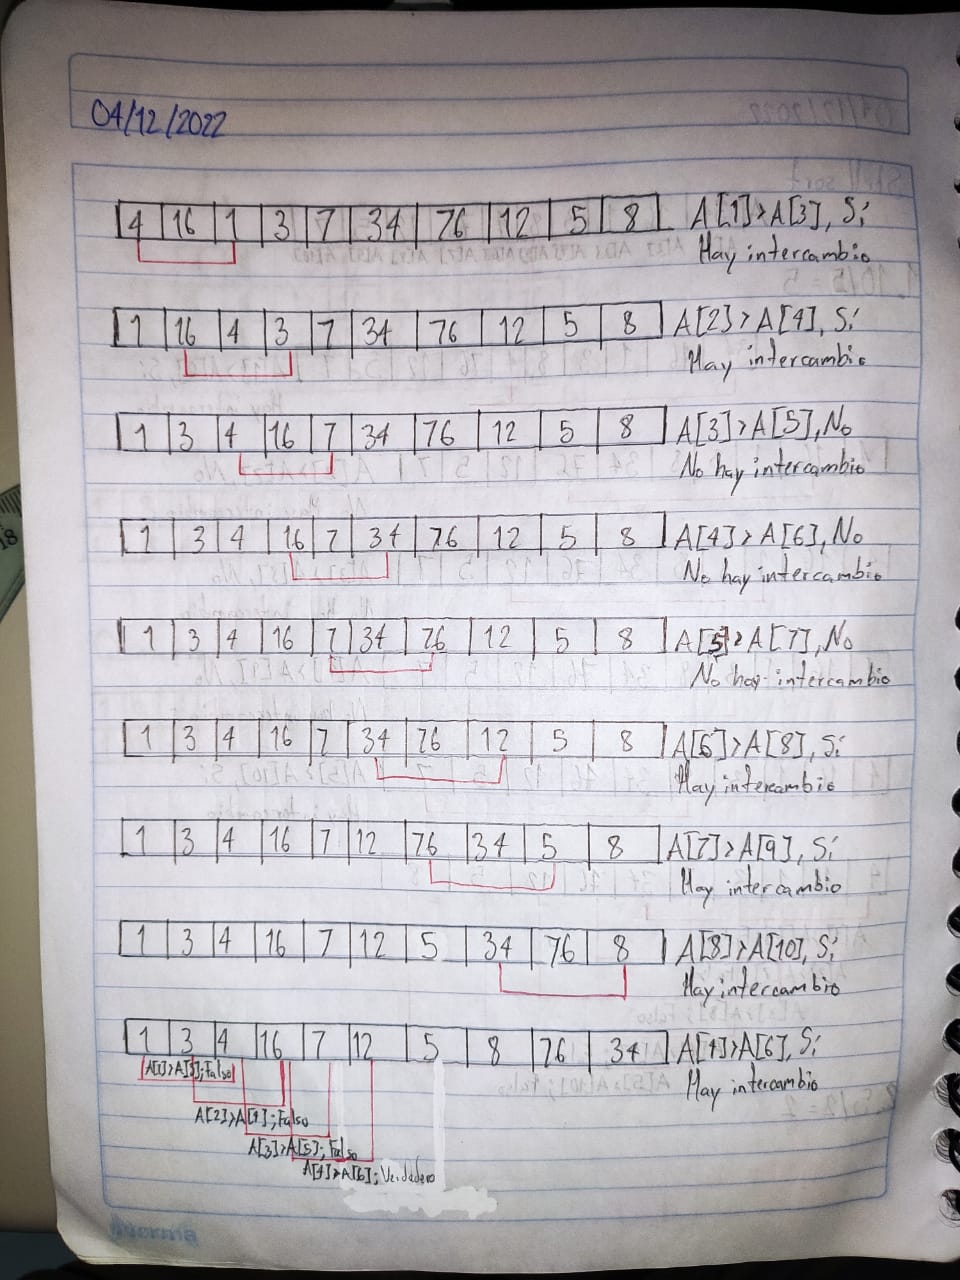 04/12/2022
4 16 1 3 7 34 76 12 5 8 A[1]>A[3], Si
Hay intercambio
1 16 4 3 7 34 76 12 5 8 A[2]>A[4], Si
Hay intercambio
1 3 4 16 7 34 76 12 5 8 A[3]>A[5], No
No hay intercambio
1 3 4 16 7 34 76 12 5 8 A[4]>A[6], No
No hay intercambio
1 3 4 16 7 34 76 12 5 8 A[5]>A[7], No
No hay intercambio
1 3 4 16 7 34 76 12 5 8 A[6]>A[8], Si
Hay intercambio
1 3 4 16 7 12 76 34 5 8 A[7]>A[9], Si
Hay intercambio
1 3 4 16 7 12 5 34 76 8 A[8]>A[10], Si
Hay intercambio
1 3 4 16 7 12 5 8 76 34 A[4]>A[6], Si
Hay intercambio
A[1]>A[3]; Falso
A[2]>A[4]; Falso
A[3]>A[5]; Falso
A[4]>A[6]; Verdadero
18